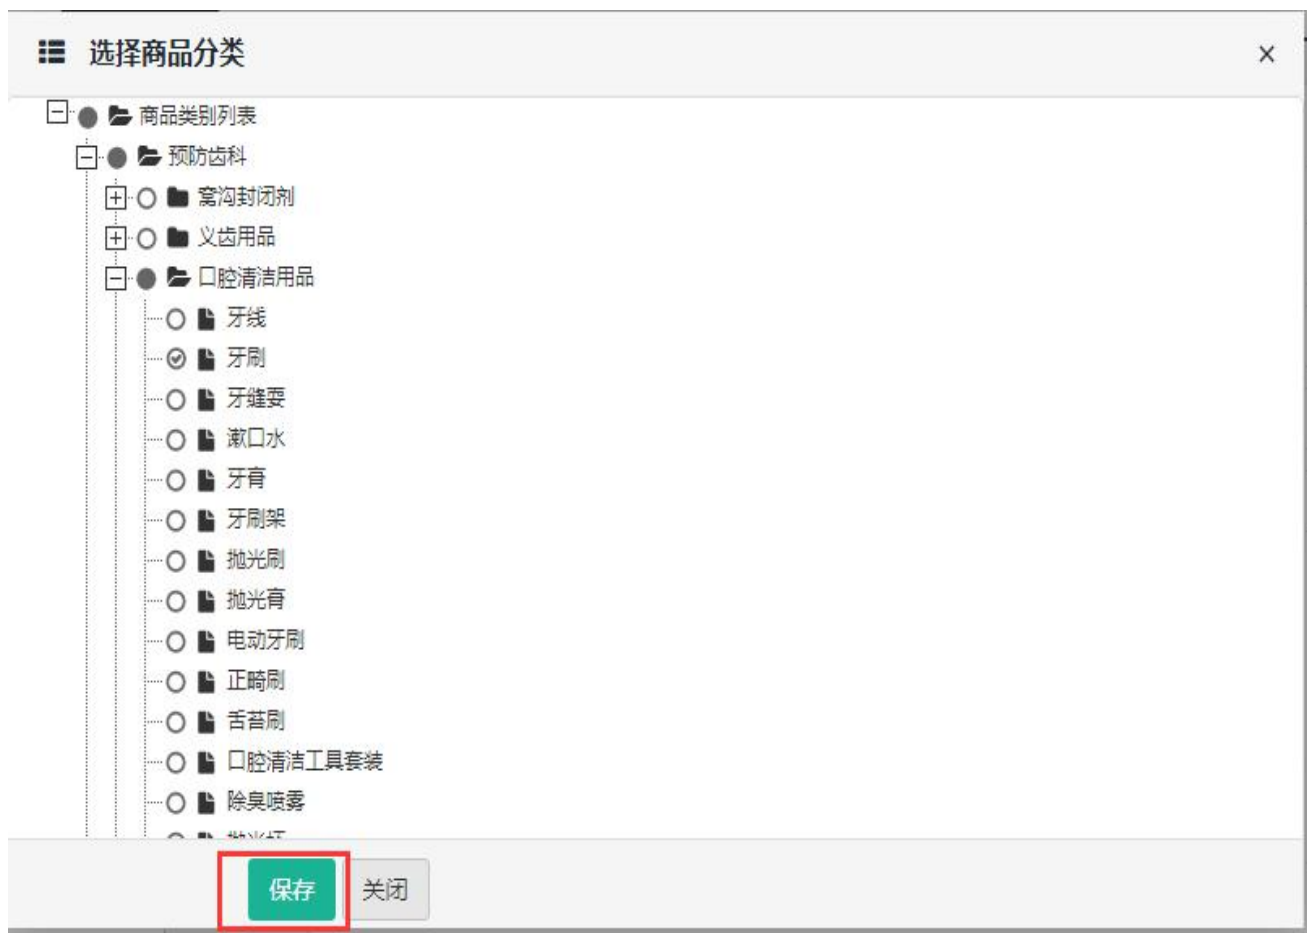 选择商品分类
商品类别列表
预防齿科
窝沟封闭剂
义齿用品
口腔清洁用品
牙线
牙刷
牙缝刷
漱口水
牙膏
牙刷架
抛光刷
抛光膏
电动牙刷
正畸刷
舌苔刷
口腔清洁工具套装
除臭喷雾
保存 关闭